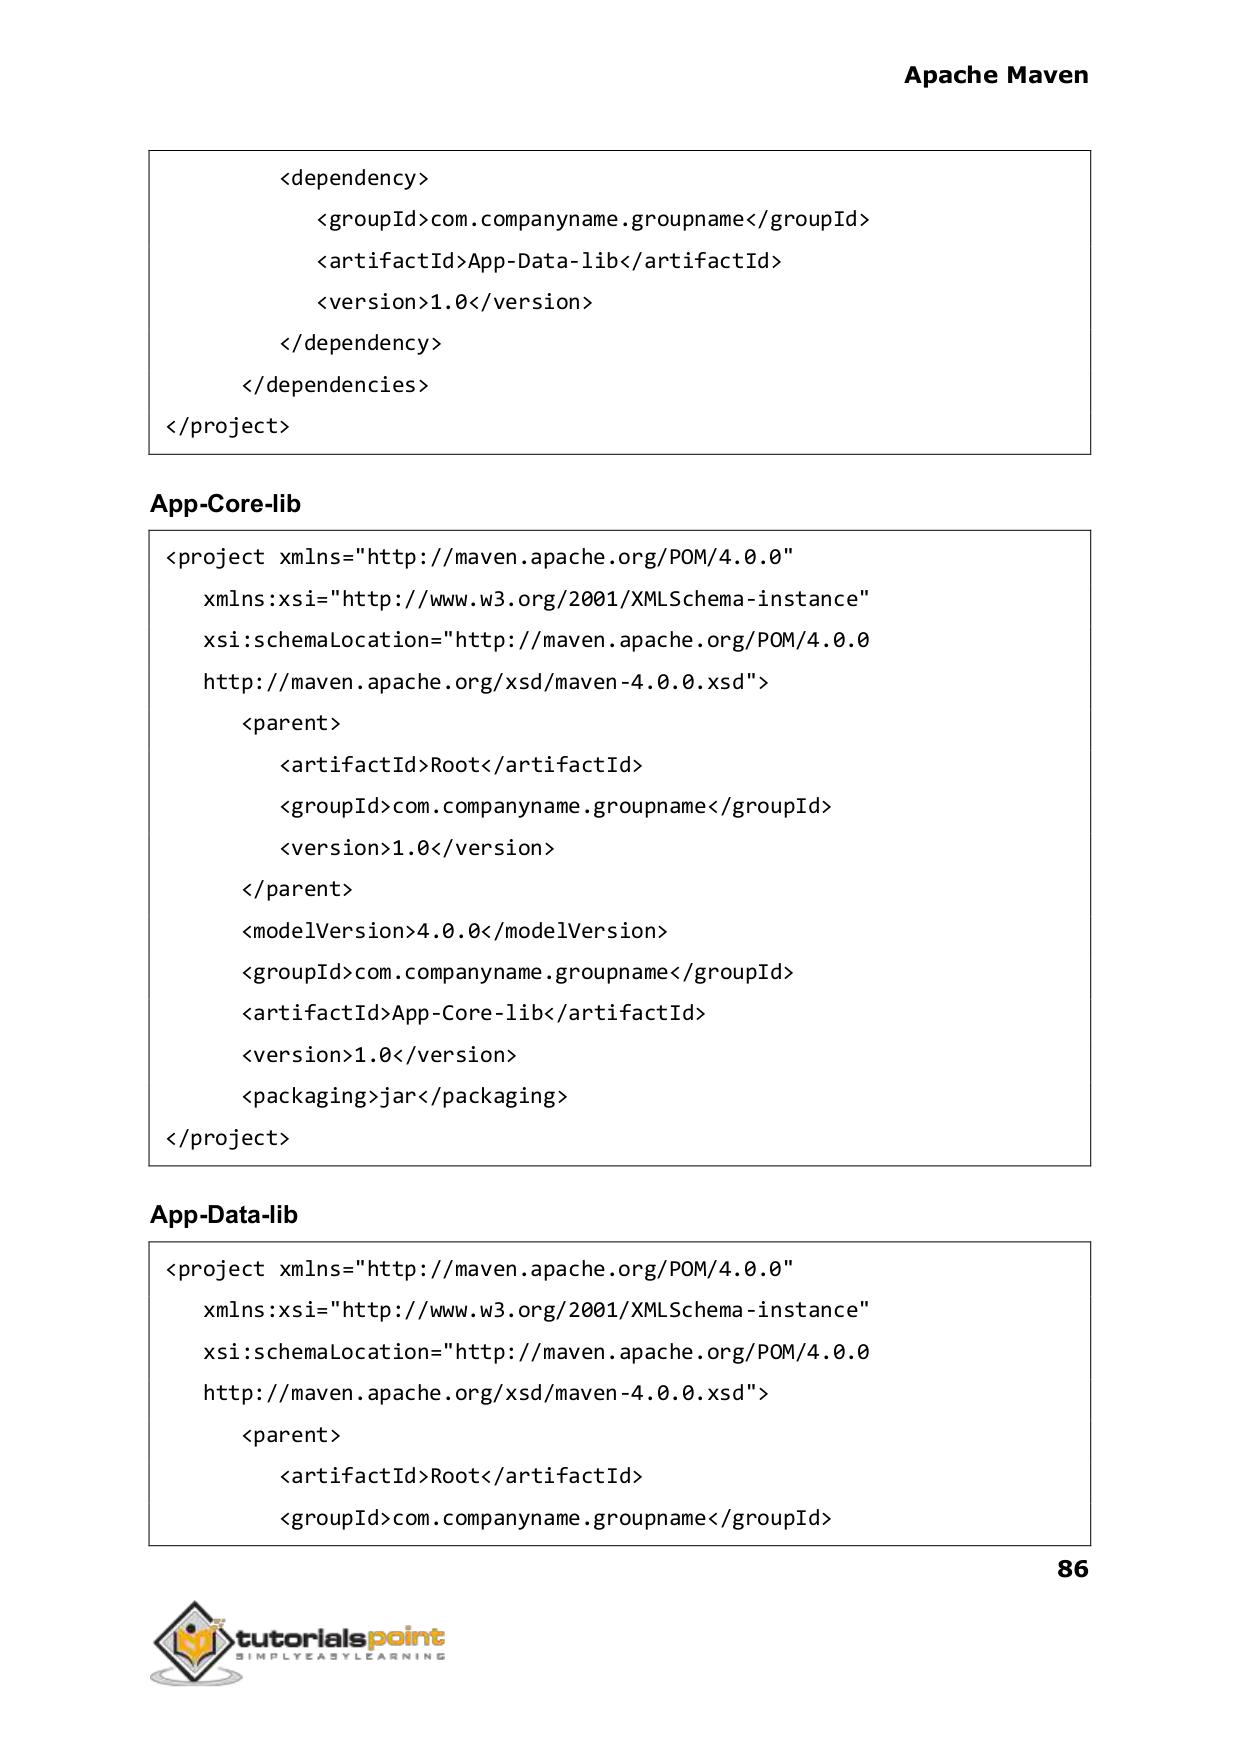 Apache Maven
<dependency>
<groupId>com.companyname.groupname</groupId>
<artifactId>App-Data-lib</artifactId>
<version>1.0</version>
</dependency>
</dependencies>
</project>
App-Core-lib
<project xmlns="http://maven.apache.org/POM/4.0.0"
xmlns:xsi="http://www.w3.org/2001/XMLSchema-instance"
xsi:schemaLocation="http://maven.apache.org/POM/4.0.0
http://maven.apache.org/xsd/maven-4.0.0.xsd">
<parent>
<artifactId>Root</artifactId>
<groupId>com.companyname.groupname</groupId>
<version>1.0</version>
</parent>
<modelVersion>4.0.0</modelVersion>
<groupId>com.companyname.groupname</groupId>
<artifactId>App-Core-lib</artifactId>
<version>1.0</version>
<packaging>jar</packaging>
</project>
App-Data-lib
<project xmlns="http://maven.apache.org/POM/4.0.0"
xmlns:xsi="http://www.w3.org/2001/XMLSchema-instance"
xsi:schemaLocation="http://maven.apache.org/POM/4.0.0
http://maven.apache.org/xsd/maven-4.0.0.xsd">
<parent>
<artifactId>Root</artifactId>
<groupId>com.companyname.groupname</groupId>
86
tutorialspoint
SIMPLYEASYLEARNING